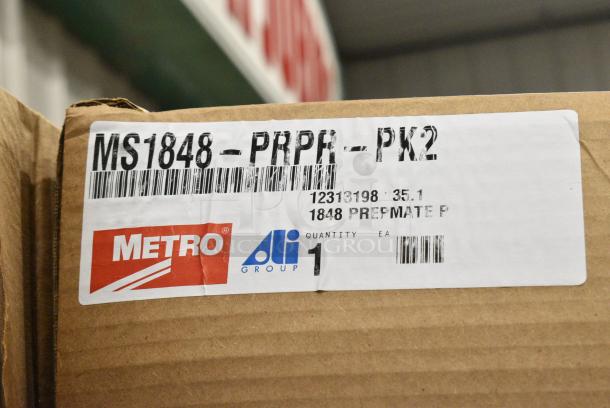 MS1848-PRPR-PK2
12313198 35.1
1848 PREPMATE P
METRO®
Ali
GROUP
QUANTITY EA
1